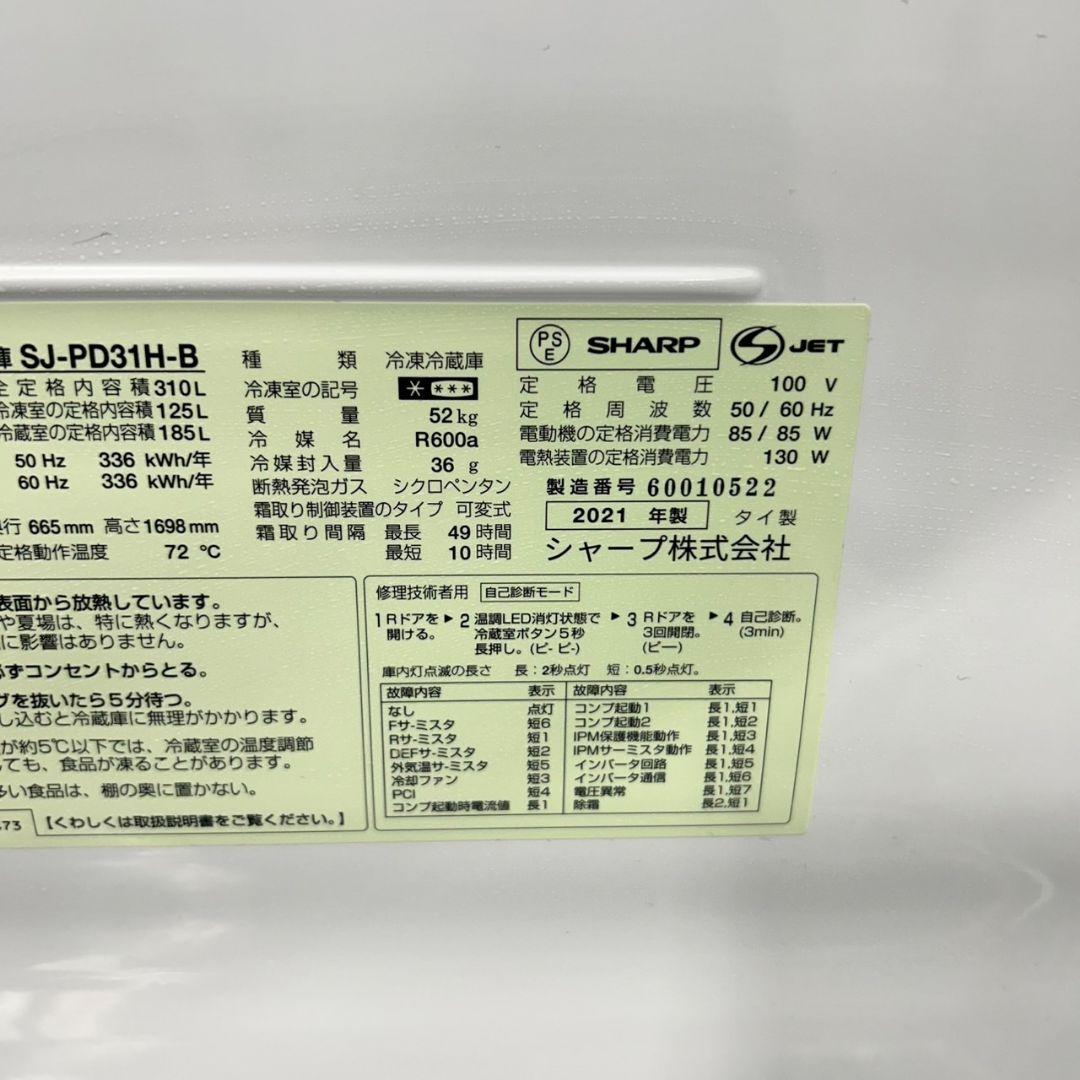 庫 SJ-PD31H-B
全定格内容積 310 L
冷凍室の定格内容積 125 L
冷蔵室の定格内容積 185 L
50 Hz 336 kWh/年
60 Hz 336 kWh/年
奥行 665 mm 高さ 1698 mm
定格動作温度 72 ℃
種類 冷凍冷蔵庫
冷凍室の記号 * ***
質量 52 kg
冷媒名 R600a
冷媒封入量 36 g
断熱発泡ガス シクロペンタン
霜取り制御装置のタイプ 可変式
霜取り間隔 最長 49 時間
最短 10 時間
PS E SHARP S JET
定格電圧 100 V
定格周波数 50 / 60 Hz
電動機の定格消費電力 85 / 85 W
電熱装置の定格消費電力 130 W
製造番号 60010522
2021 年製 タイ製
シャープ株式会社
表面から放熱しています。
や夏場は、特に熱くなりますが、
に影響はありません。
必ずコンセントからとる。
グを抜いたら5分待つ。
し込むと冷蔵庫に無理がかかります。
が約5℃以下では、冷蔵室の温度調節
ても、食品が凍ることがあります。
多い食品は、棚の奥に置かない。
73 【くわしくは取扱説明書をご覧ください。】
修理技術者用 自己診断モード
1 Rドアを開ける。 ▶ 2 温調LED消灯状態で冷蔵室ボタン5秒長押し。(ピ- ピ-) ▶ 3 Rドアを3回開閉。(ピー) ▶ 4 自己診断。(3min)
庫内灯点滅の長さ 長:2秒点灯 短:0.5秒点灯。
故障内容 表示 故障内容 表示
なし 点灯 コンプ起動1 長1,短1
Fサ-ミスタ 短6 コンプ起動2 長1,短2
Rサ-ミスタ 短1 IPM保護機能動作 長1,短3
DEFサ-ミスタ 短2 IPMサーミスタ動作 長1,短4
外気温サ-ミスタ 短5 インバータ回路 長1,短5
冷却ファン 短3 インバータ通信 長1,短6
PCI 短4 電圧異常 長1,短7
コンプ起動時電流値 長1 除霜 長2,短1